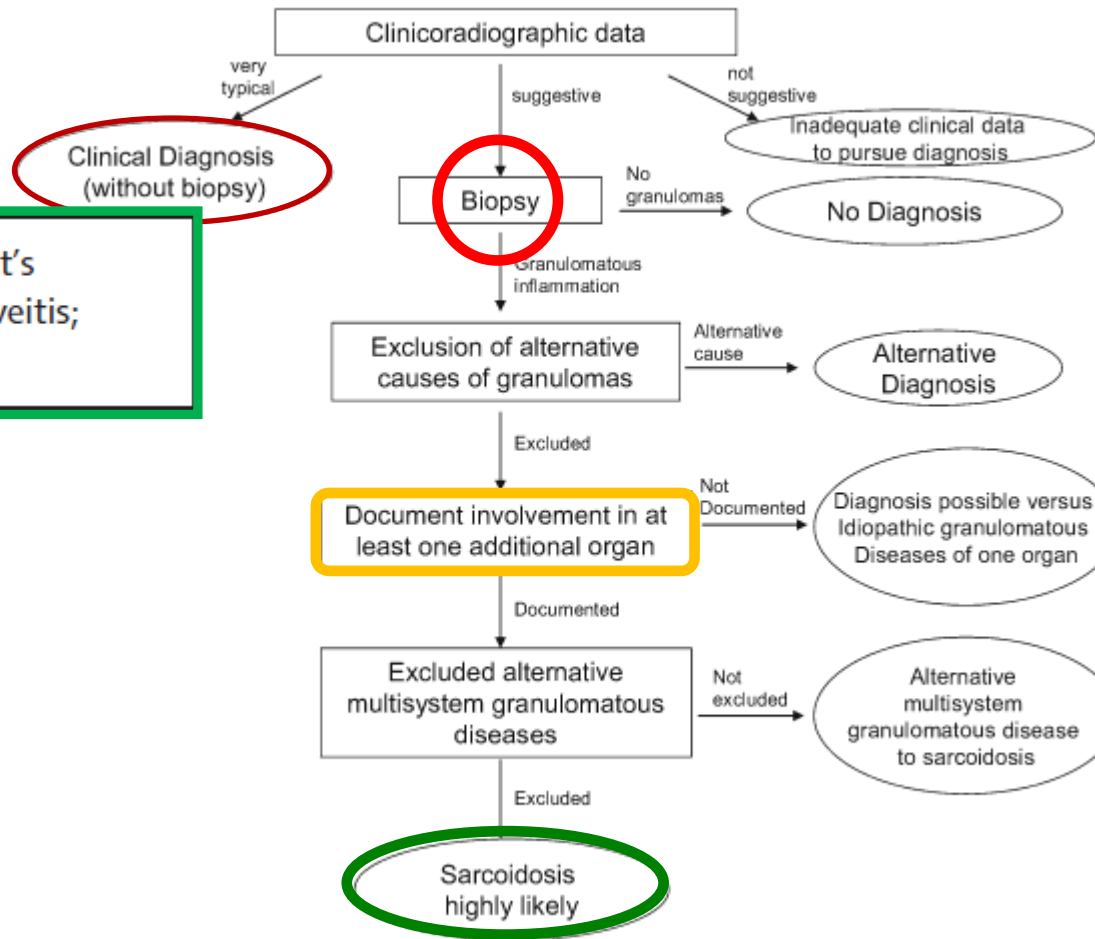 Clinicoradiographic data
very
typical
suggestive
not
suggestive
Clinical Diagnosis
(without biopsy)
Inadequate clinical data
to pursue diagnosis
Biopsy
No
granulomas
No Diagnosis
t's
veitis;
Granulomatous
inflammation
Exclusion of alternative
causes of granulomas
Alternative
cause
Alternative
Diagnosis
Excluded
Document involvement in at
least one additional organ
Not
Documented
Diagnosis possible versus
Idiopathic granulomatous
Diseases of one organ
Documented
Excluded alternative
multisystem granulomatous
diseases
Not
excluded
Alternative
multisystem
granulomatous disease
to sarcoidosis
Excluded
Sarcoidosis
highly likely